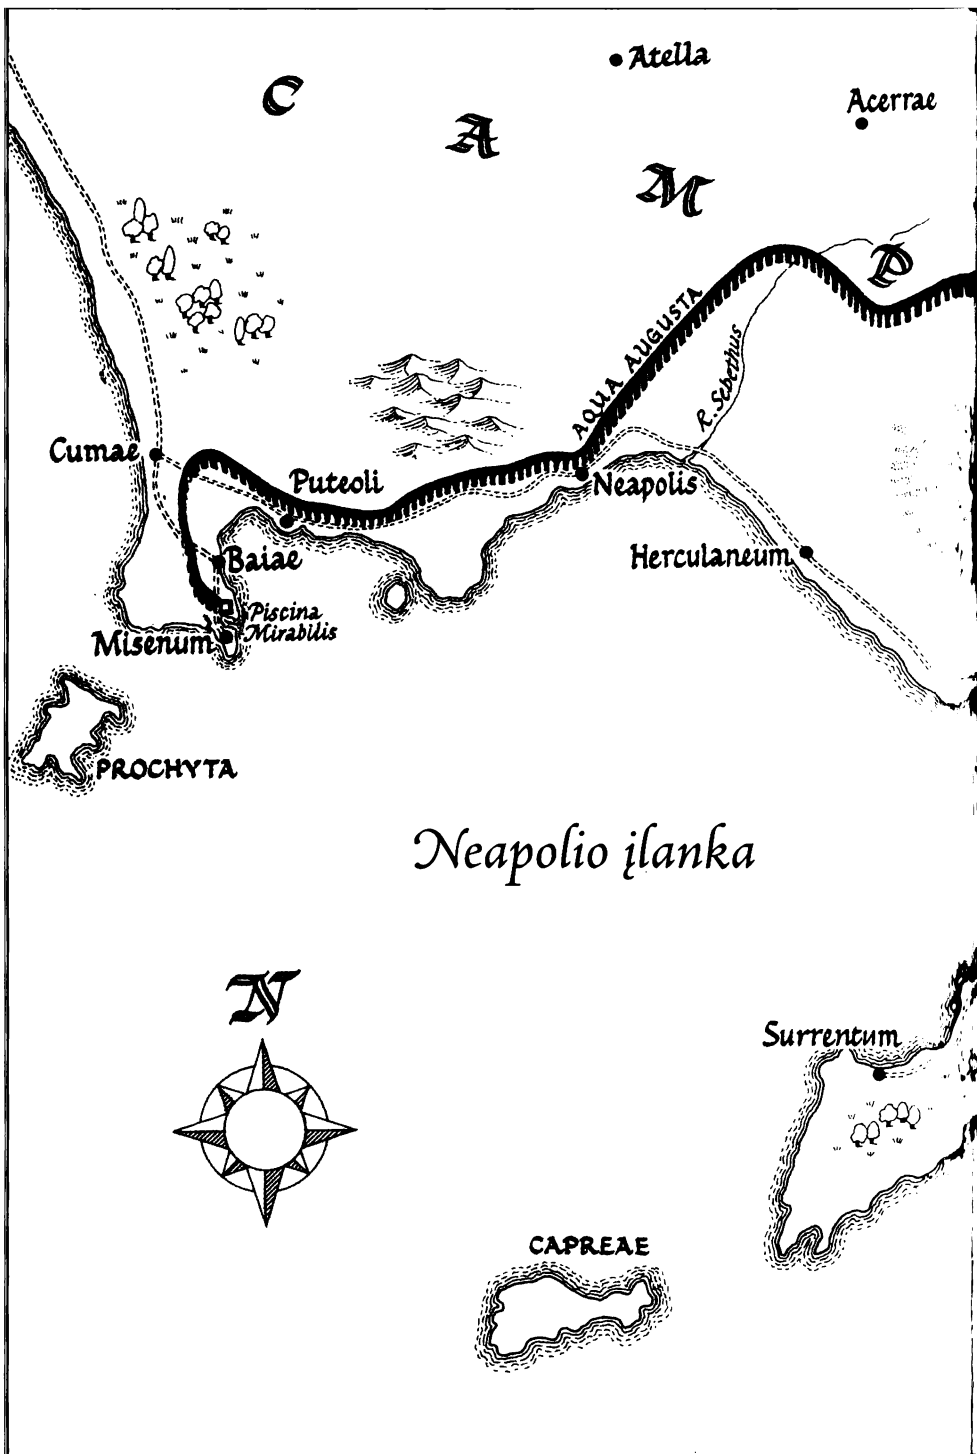 Atella
Acerrae
C A M P
AQUA AUGUSTA
R. Sebethus
Cumae
Puteoli
Neapolis
Baiae
Herculaneum
Piscina
Mirabilis
Misenum
PROCHYTA
Neapolio įlanka
N
Surrentum
CAPREAE